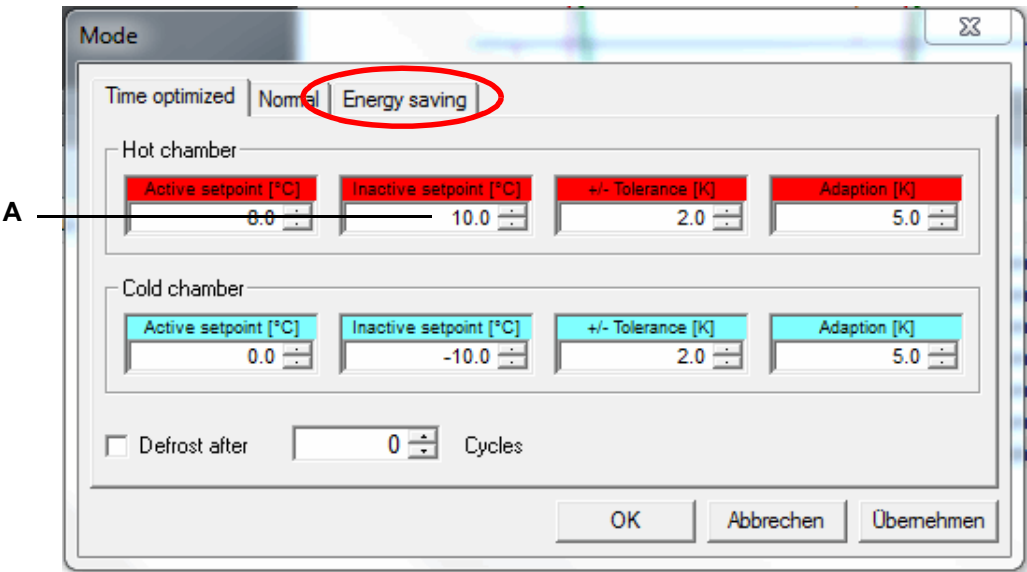 Mode
Time optimized Normal Energy saving
Hot chamber
Active setpoint [°C] Inactive setpoint [°C] +/- Tolerance [K] Adaption [K]
A 8.0 10.0 2.0 5.0
Cold chamber
Active setpoint [°C] Inactive setpoint [°C] +/- Tolerance [K] Adaption [K]
0.0 -10.0 2.0 5.0
Defrost after 0 Cycles
OK Abbrechen Übernehmen